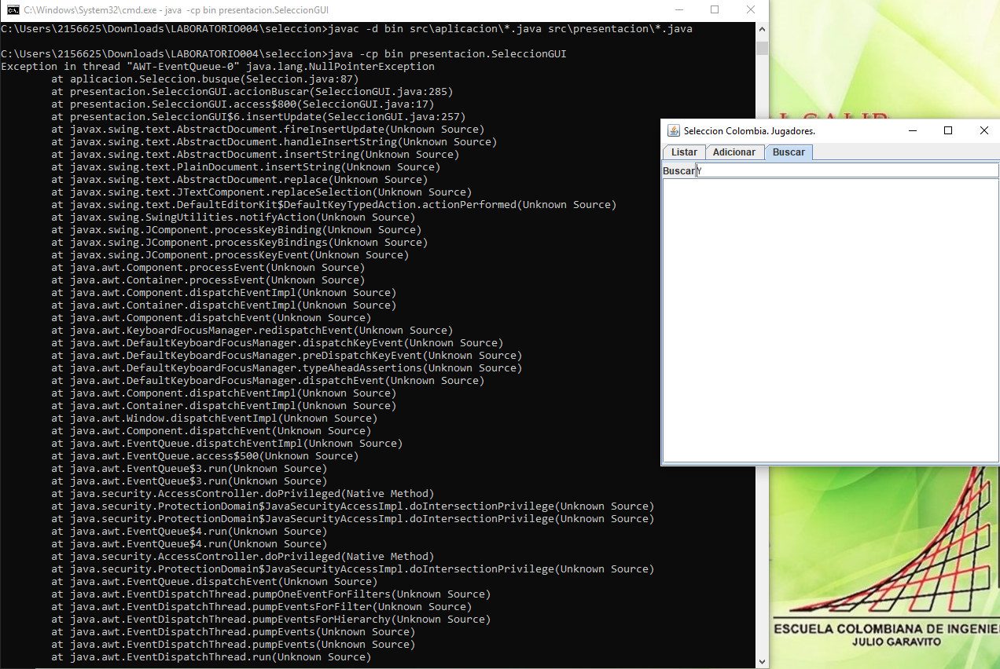 C:\Windows\System32\cmd.exe - java -cp bin presentacion.SeleccionGUI
C:\Users\2156625\Downloads\LABORATORIO004\seleccion>javac -d bin src\aplicacion\*.java src\presentacion\*.java
C:\Users\2156625\Downloads\LABORATORIO004\seleccion>java -cp bin presentacion.SeleccionGUI
Exception in thread "AWT-EventQueue-0" java.lang.NullPointerException
at aplicacion.Seleccion.busque(Seleccion.java:87)
at presentacion.SeleccionGUI.accionBuscar(SeleccionGUI.java:285)
at presentacion.SeleccionGUI.access$800(SeleccionGUI.java:17)
at presentacion.SeleccionGUI$6.insertUpdate(SeleccionGUI.java:257)
at javax.swing.text.AbstractDocument.fireInsertUpdate(Unknown Source)
at javax.swing.text.AbstractDocument.handleInsertString(Unknown Source)
at javax.swing.text.AbstractDocument.insertString(Unknown Source)
at javax.swing.text.PlainDocument.insertString(Unknown Source)
at javax.swing.text.AbstractDocument.replace(Unknown Source)
at javax.swing.text.JTextComponent.replaceSelection(Unknown Source)
at javax.swing.text.DefaultEditorKit$DefaultKeyTypedAction.actionPerformed(Unknown Source)
at javax.swing.SwingUtilities.notifyAction(Unknown Source)
at javax.swing.JComponent.processKeyBinding(Unknown Source)
at javax.swing.JComponent.processKeyBindings(Unknown Source)
at javax.swing.JComponent.processKeyEvent(Unknown Source)
at java.awt.Component.processEvent(Unknown Source)
at java.awt.Container.processEvent(Unknown Source)
at java.awt.Component.dispatchEventImpl(Unknown Source)
at java.awt.Container.dispatchEventImpl(Unknown Source)
at java.awt.Component.dispatchEvent(Unknown Source)
at java.awt.KeyboardFocusManager.redispatchEvent(Unknown Source)
at java.awt.DefaultKeyboardFocusManager.dispatchKeyEvent(Unknown Source)
at java.awt.DefaultKeyboardFocusManager.preDispatchKeyEvent(Unknown Source)
at java.awt.DefaultKeyboardFocusManager.typeAheadAssertions(Unknown Source)
at java.awt.DefaultKeyboardFocusManager.dispatchEvent(Unknown Source)
at java.awt.Component.dispatchEventImpl(Unknown Source)
at java.awt.Container.dispatchEventImpl(Unknown Source)
at java.awt.Window.dispatchEventImpl(Unknown Source)
at java.awt.Component.dispatchEvent(Unknown Source)
at java.awt.EventQueue.dispatchEventImpl(Unknown Source)
at java.awt.EventQueue.access$500(Unknown Source)
at java.awt.EventQueue$3.run(Unknown Source)
at java.awt.EventQueue$3.run(Unknown Source)
at java.security.AccessController.doPrivileged(Native Method)
at java.security.ProtectionDomain$JavaSecurityAccessImpl.doIntersectionPrivilege(Unknown Source)
at java.security.ProtectionDomain$JavaSecurityAccessImpl.doIntersectionPrivilege(Unknown Source)
at java.awt.EventQueue$4.run(Unknown Source)
at java.awt.EventQueue$4.run(Unknown Source)
at java.security.AccessController.doPrivileged(Native Method)
at java.security.ProtectionDomain$JavaSecurityAccessImpl.doIntersectionPrivilege(Unknown Source)
at java.awt.EventQueue.dispatchEvent(Unknown Source)
at java.awt.EventDispatchThread.pumpOneEventForFilters(Unknown Source)
at java.awt.EventDispatchThread.pumpEventsForFilter(Unknown Source)
at java.awt.EventDispatchThread.pumpEventsForHierarchy(Unknown Source)
at java.awt.EventDispatchThread.pumpEvents(Unknown Source)
at java.awt.EventDispatchThread.pumpEvents(Unknown Source)
at java.awt.EventDispatchThread.run(Unknown Source)
Seleccion Colombia. Jugadores.
Listar Adicionar Buscar
Buscar Y
ESCUELA COLOMBIANA DE INGENIE
JULIO GARAVITO